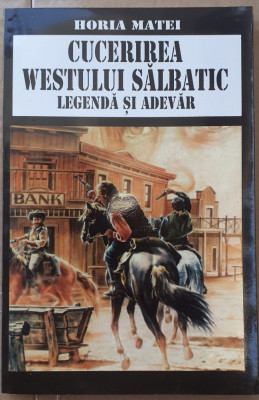 HORIA MATEI
CUCERIREA
WESTULUI SĂLBATIC
LEGENDĂ ȘI ADEVĂR
BANK